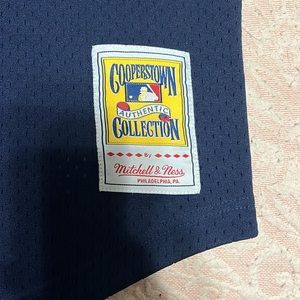 COOPERSTOWN
AUTHENTIC
COLLECTION
By
Mitchell & Ness
PHILADELPHIA, PA.